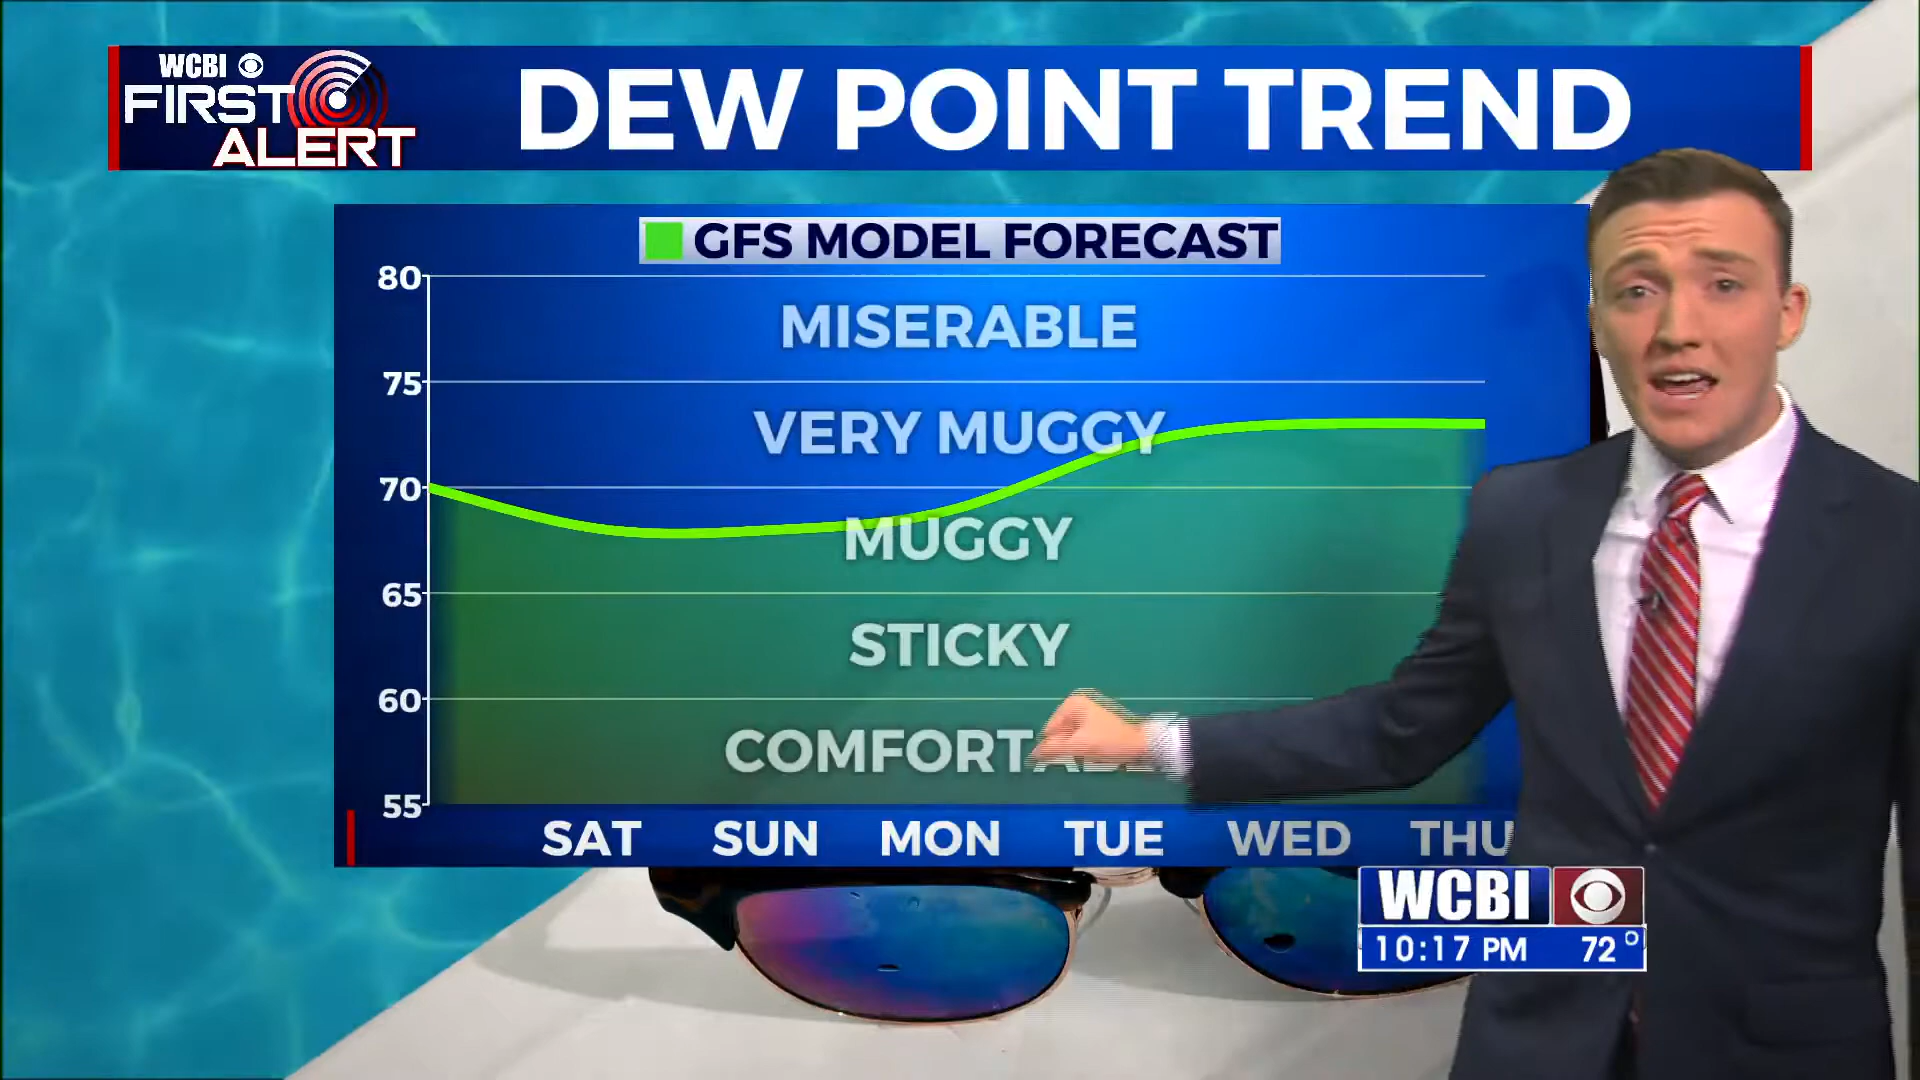 WCBI
FIRST
ALERT
DEW POINT TREND
GFS MODEL FORECAST
80
MISERABLE
75
VERY MUGGY
70
MUGGY
65
STICKY
60
COMFORTABLE
55
SAT SUN MON TUE WED THU
WCBI
10:17 PM 72°